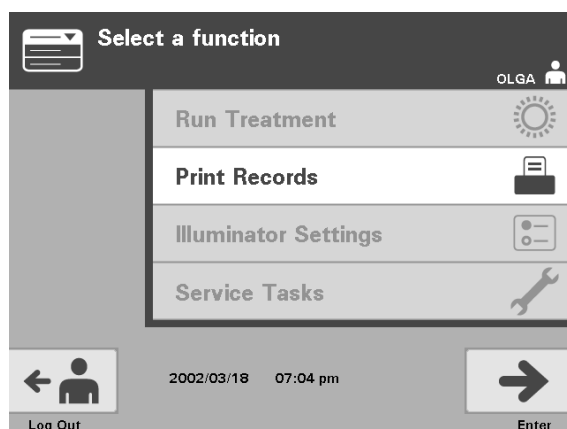 Select a function
OLGA
Run Treatment
Print Records
Illuminator Settings
Service Tasks
2002/03/18 07:04 pm
Log Out
Enter